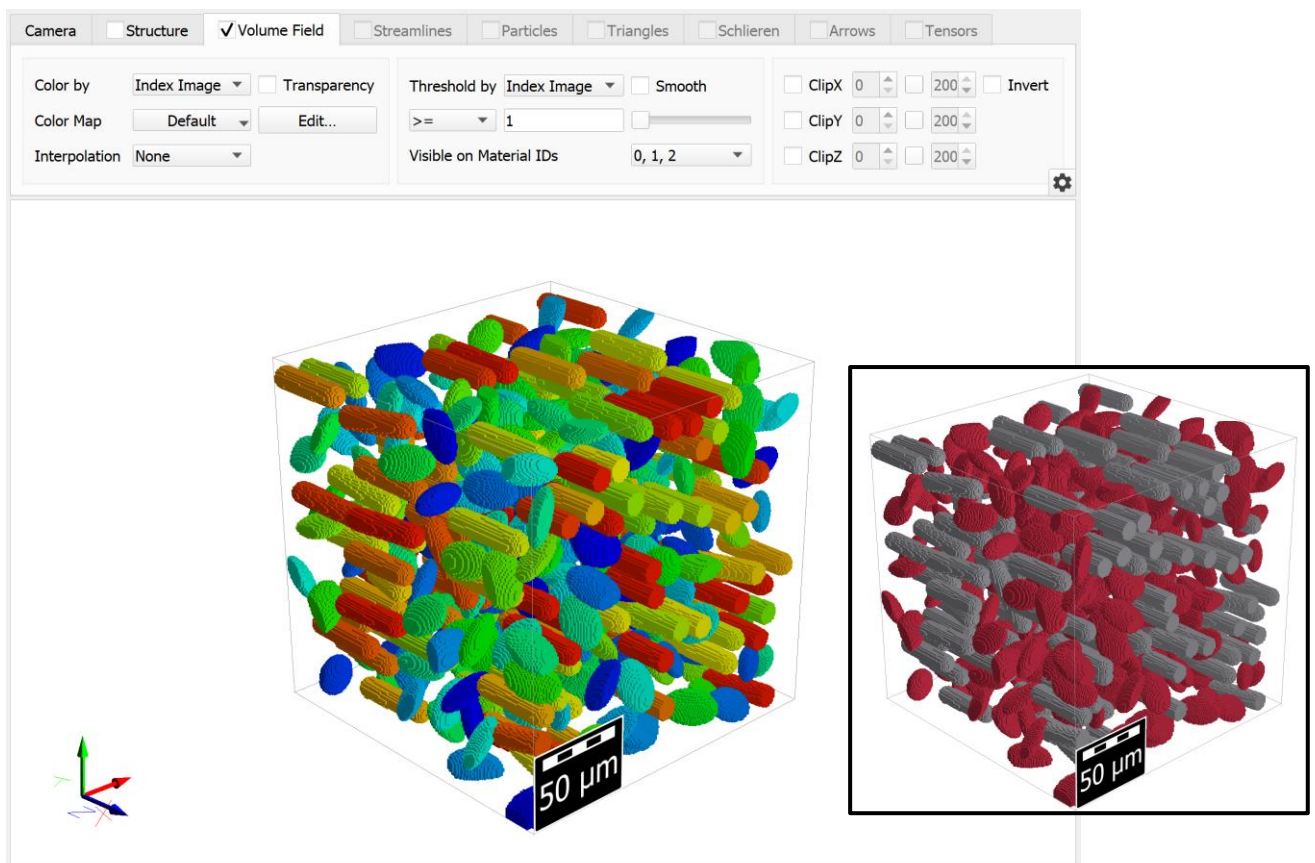 Camera Structure Volume Field Streamlines Particles Triangles Schlieren Arrows Tensors
Color by Index Image Transparency Threshold by Index Image Smooth ClipX 0 200 Invert
Color Map Default Edit... >= 1 ClipY 0 200
Interpolation None Visible on Material IDs 0, 1, 2 ClipZ 0 200
50 µm
50 µm
Y
Z
X